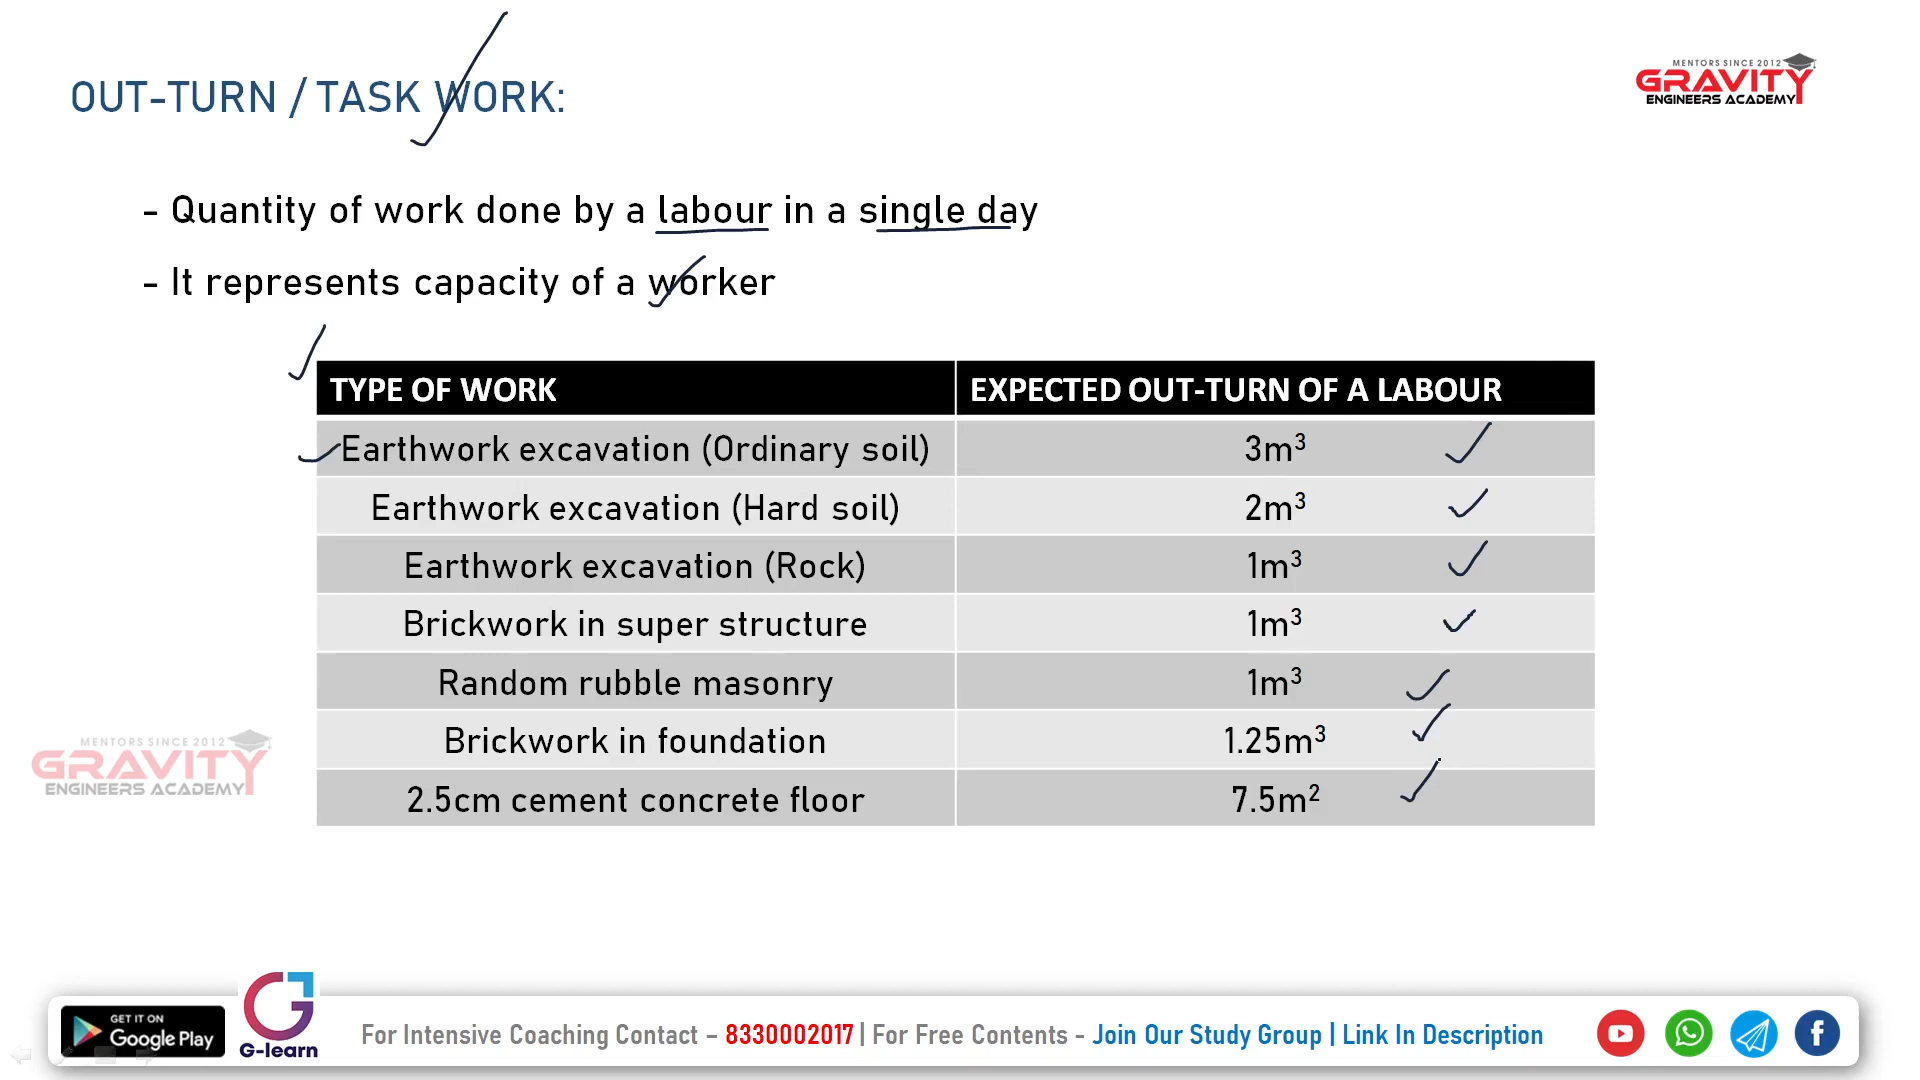 OUT-TURN / TASK WORK:
MENTORS SINCE 2012
GRAVITY
ENGINEERS ACADEMY
- Quantity of work done by a labour in a single day
- It represents capacity of a worker
TYPE OF WORK EXPECTED OUT-TURN OF A LABOUR
Earthwork excavation (Ordinary soil) 3m³
Earthwork excavation (Hard soil) 2m³
Earthwork excavation (Rock) 1m³
Brickwork in super structure 1m³
Random rubble masonry 1m³
Brickwork in foundation 1.25m³
2.5cm cement concrete floor 7.5m²
MENTORS SINCE 2012
GRAVITY
ENGINEERS ACADEMY
GET IT ON
Google Play
G-learn
For Intensive Coaching Contact – 8330002017 | For Free Contents - Join Our Study Group | Link In Description